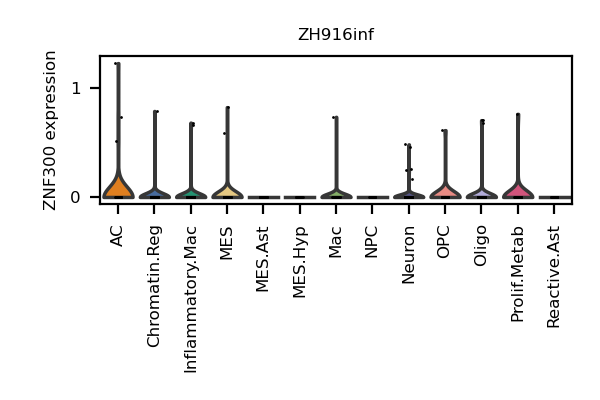 ZH916inf
ZNF300 expression
1
0
AC
Chromatin.Reg
Inflammatory.Mac
MES
MES.Ast
MES.Hyp
Mac
NPC
Neuron
OPC
Oligo
Prolif.Metab
Reactive.Ast